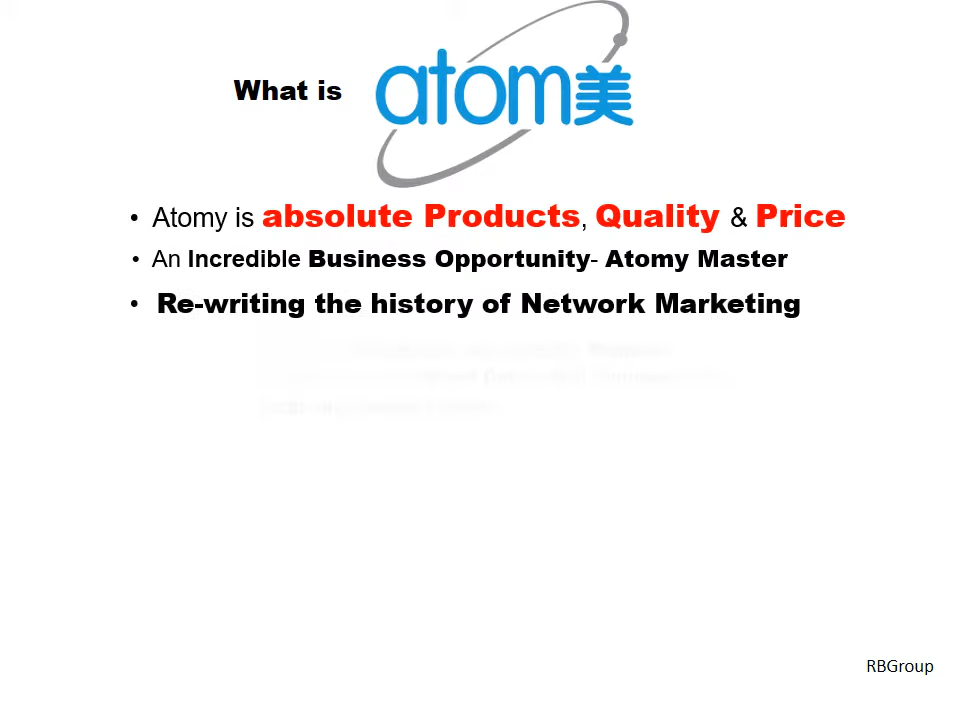 What is atom美
• Atomy is absolute Products, Quality & Price
• An Incredible Business Opportunity- Atomy Master
• Re-writing the history of Network Marketing
RBGroup